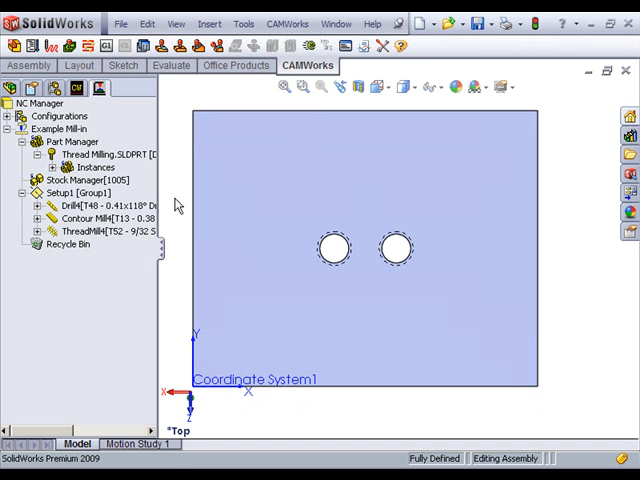 SolidWorks File Edit View Insert Tools CAMWorks Window Help
Assembly Layout Sketch Evaluate Office Products CAMWorks
NC Manager
Configurations
Example Mill-in
Part Manager
Thread Milling.SLDPRT [D
Instances
Stock Manager[1005]
Setup1 [Group1]
Drill4[T48 - 0.41x118° Dr
Contour Mill4[T13 - 0.38
ThreadMill4[T52 - 9/32 S
Recycle Bin
Y
Coordinate System1
X
X
Z
*Top
Model Motion Study 1
SolidWorks Premium 2009 Fully Defined Editing Assembly